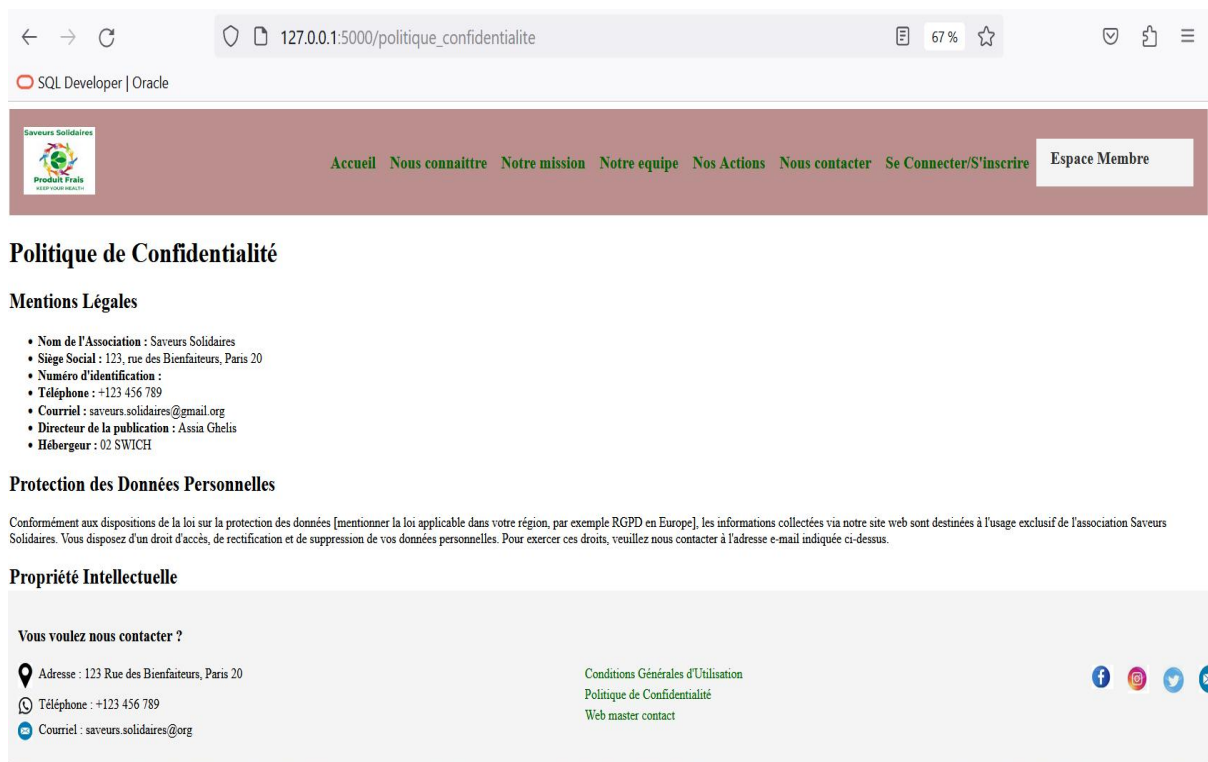 127.0.0.1:5000/politique_confidentialite
67 %
SQL Developer | Oracle
Saveurs Solidaires
Produit Frais
KEEP YOUR HEALTH
Accueil Nous connaittre Notre mission Notre equipe Nos Actions Nous contacter Se Connecter/S'inscrire Espace Membre
Politique de Confidentialité
Mentions Légales
• Nom de l'Association : Saveurs Solidaires
• Siège Social : 123, rue des Bienfaiteurs, Paris 20
• Numéro d'identification :
• Téléphone : +123 456 789
• Courriel : saveurs.solidaires@gmail.org
• Directeur de la publication : Assia Ghelis
• Hébergeur : 02 SWICH
Protection des Données Personnelles
Conformément aux dispositions de la loi sur la protection des données [mentionner la loi applicable dans votre région, par exemple RGPD en Europe], les informations collectées via notre site web sont destinées à l'usage exclusif de l'association Saveurs
Solidaires. Vous disposez d'un droit d'accès, de rectification et de suppression de vos données personnelles. Pour exercer ces droits, veuillez nous contacter à l'adresse e-mail indiquée ci-dessus.
Propriété Intellectuelle
Vous voulez nous contacter ?
Adresse : 123 Rue des Bienfaiteurs, Paris 20
Téléphone : +123 456 789
Courriel : saveurs.solidaires@org
Conditions Générales d'Utilisation
Politique de Confidentialité
Web master contact